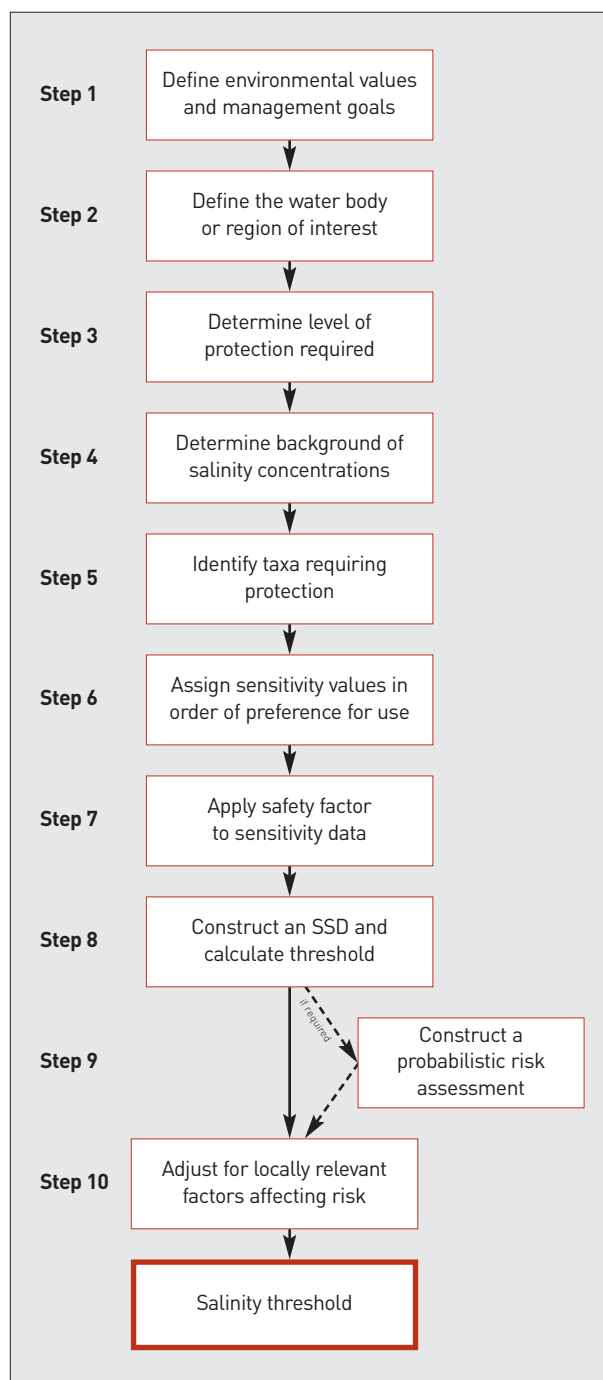 Step 1
Define environmental values
and management goals
Step 2
Define the water body
or region of interest
Step 3
Determine level of
protection required
Step 4
Determine background of
salinity concentrations
Step 5
Identify taxa requiring
protection
Step 6
Assign sensitivity values in
order of preference for use
Step 7
Apply safety factor
to sensitivity data
Step 8
Construct an SSD and
calculate threshold
if required
Step 9
Construct a
probabilistic risk
assessment
Step 10
Adjust for locally relevant
factors affecting risk
Salinity threshold